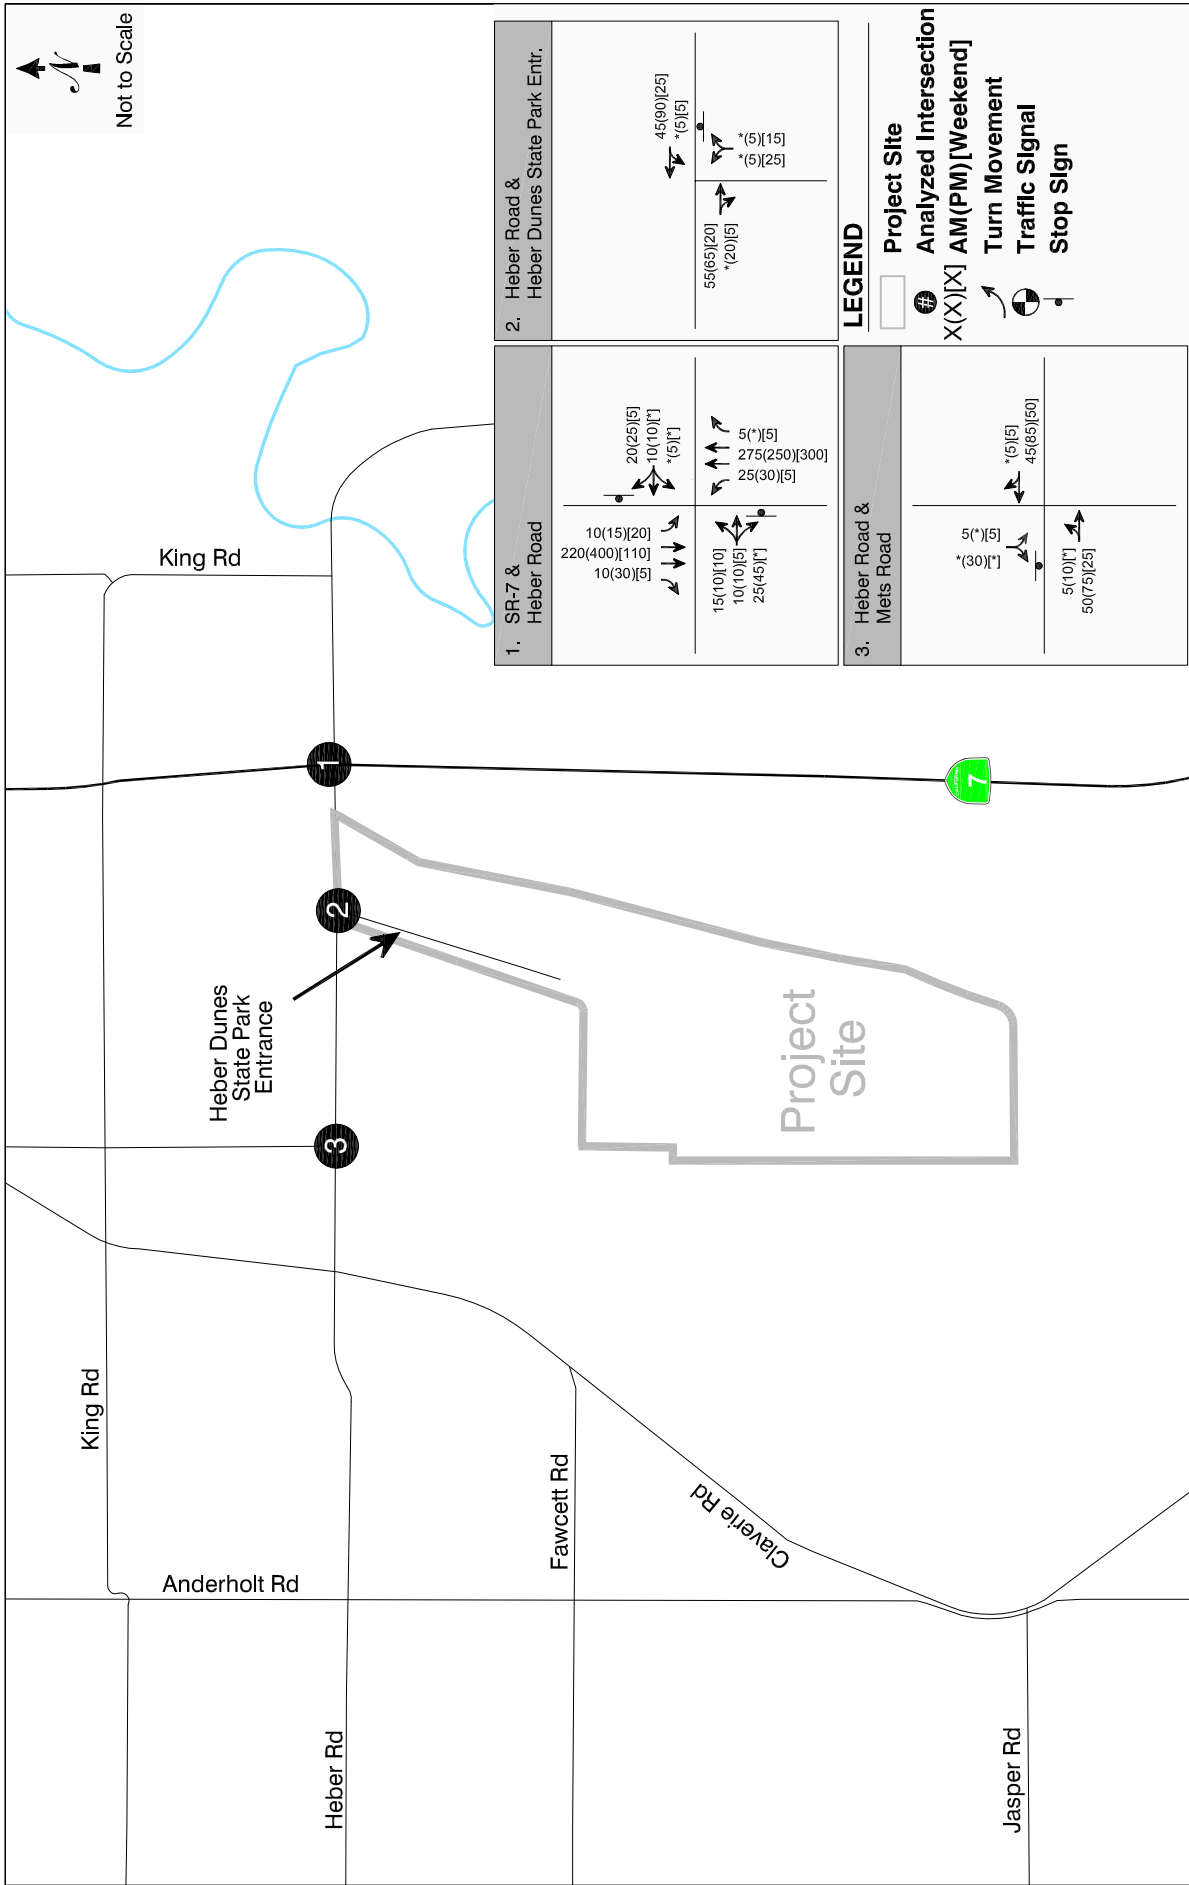 Not to Scale
King Rd
King Rd
Anderholt Rd
Heber Rd
Fawcett Rd
Claverie Rd
Jasper Rd
Heber Dunes
State Park
Entrance
3
2
1
7
Project
Site
1. SR-7 &
Heber Road
10(15)[20]
220(400)[110]
10(30)[5]
20(25)[5]
10(10)[*]
*(5)[*]
15(10)[10]
10(10)[5]
25(45)[*]
5(*)[5]
275(250)[300]
25(30)[5]
2. Heber Road &
Heber Dunes State Park Entr.
45(90)[25]
*(5)[5]
55(65)[20]
*(20)[5]
*(5)[15]
*(5)[25]
3. Heber Road &
Mets Road
5(*)[5]
*(30)[*]
*(5)[5]
45(85)[50]
5(10)[*]
50(75)[25]
LEGEND
Project SIte
# Analyzed Intersection
X(X)[X] AM(PM)[Weekend]
Turn Movement
Traffic SIgnal
Stop SIgn